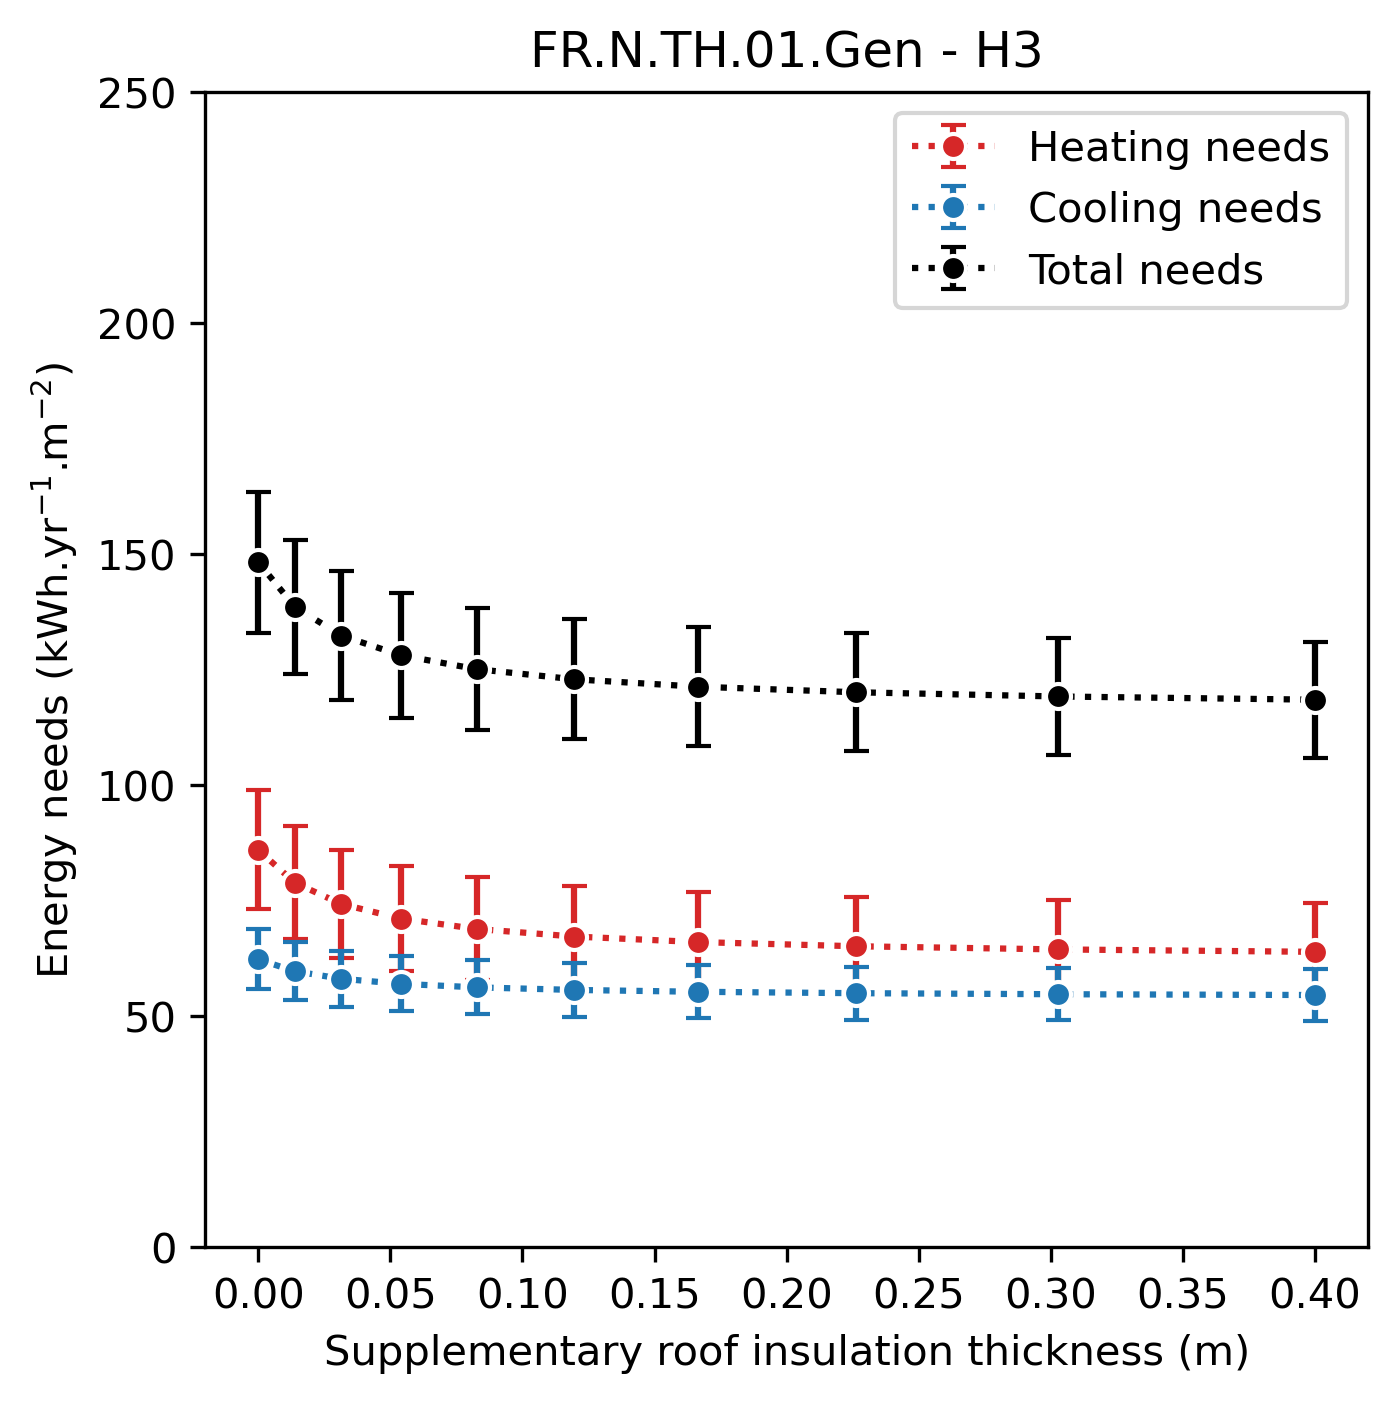 FR.N.TH.01.Gen - H3
250
200
150
100
50
0
Energy needs (kWh.yr⁻¹.m⁻²)
Heating needs
Cooling needs
Total needs
0.00 0.05 0.10 0.15 0.20 0.25 0.30 0.35 0.40
Supplementary roof insulation thickness (m)